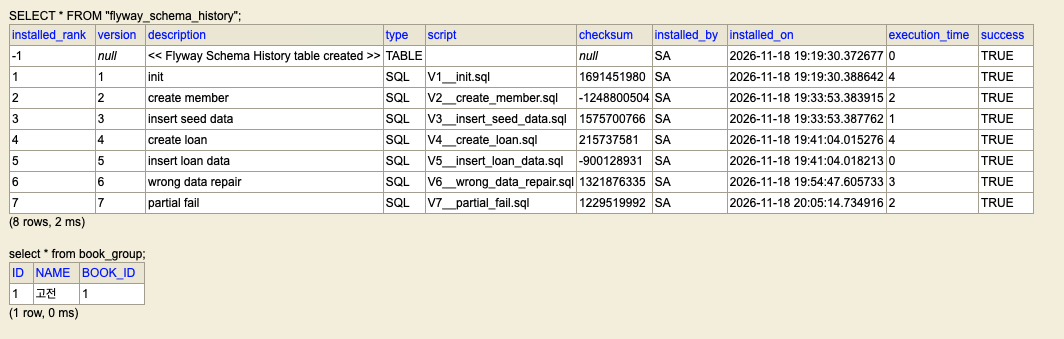 SELECT * FROM "flyway_schema_history";
installed_rank version description type script checksum installed_by installed_on execution_time success
-1 null << Flyway Schema History table created >> TABLE null SA 2026-11-18 19:19:30.372677 0 TRUE
1 1 init SQL V1__init.sql 1691451980 SA 2026-11-18 19:19:30.388642 4 TRUE
2 2 create member SQL V2__create_member.sql -1248800504 SA 2026-11-18 19:33:53.383915 2 TRUE
3 3 insert seed data SQL V3__insert_seed_data.sql 1575700766 SA 2026-11-18 19:33:53.387762 1 TRUE
4 4 create loan SQL V4__create_loan.sql 215737581 SA 2026-11-18 19:41:04.015276 4 TRUE
5 5 insert loan data SQL V5__insert_loan_data.sql -900128931 SA 2026-11-18 19:41:04.018213 0 TRUE
6 6 wrong data repair SQL V6__wrong_data_repair.sql 1321876335 SA 2026-11-18 19:54:47.605733 3 TRUE
7 7 partial fail SQL V7__partial_fail.sql 1229519992 SA 2026-11-18 20:05:14.734916 2 TRUE
(8 rows, 2 ms)
select * from book_group;
ID NAME BOOK_ID
1 고전 1
(1 row, 0 ms)